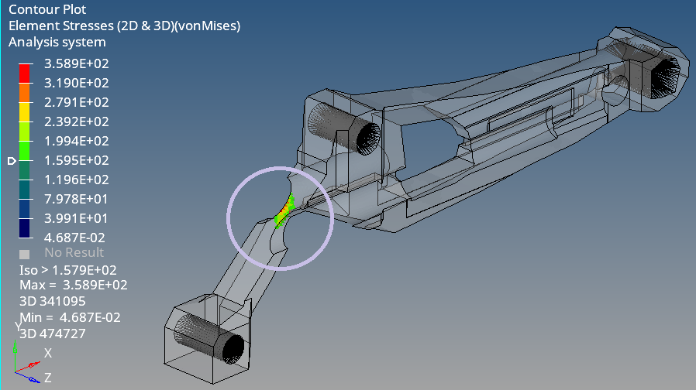 Contour Plot
Element Stresses (2D & 3D)(vonMises)
Analysis system
3.589E+02
3.190E+02
2.791E+02
2.392E+02
1.994E+02
D 1.595E+02
1.196E+02
7.978E+01
3.991E+01
4.687E-02
No Result
Iso > 1.579E+02
Max = 3.589E+02
3D 341095
Min = 4.687E-02
3D 474727
Y
X
Z